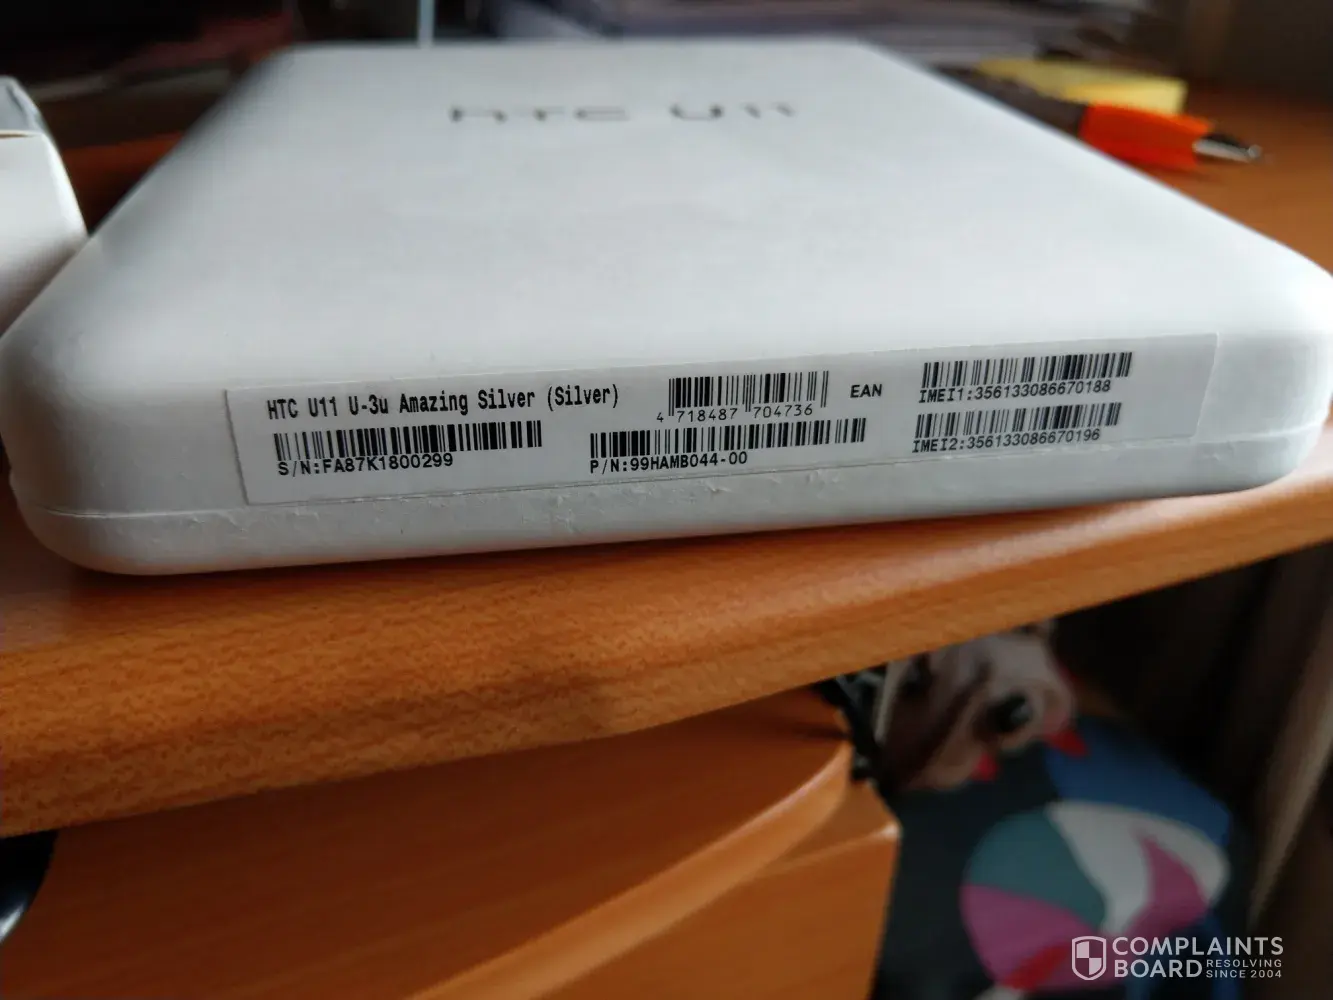 HTC U11
HTC U11 U-3u Amazing Silver (Silver)
S/N:FA87K1800299
4 718487 704736
EAN
P/N:99HAMB044-00
IMEI1:356133086670188
IMEI2:356133086670196
COMPLAINTS
BOARD RESOLVING
SINCE 2004